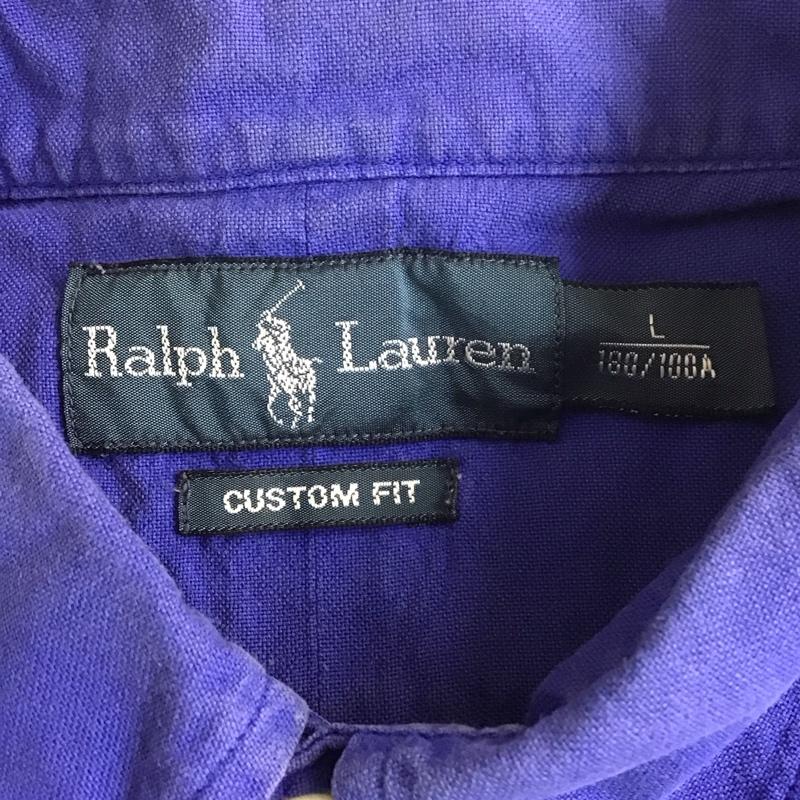 Ralph Lauren
L
180/100A
CUSTOM FIT